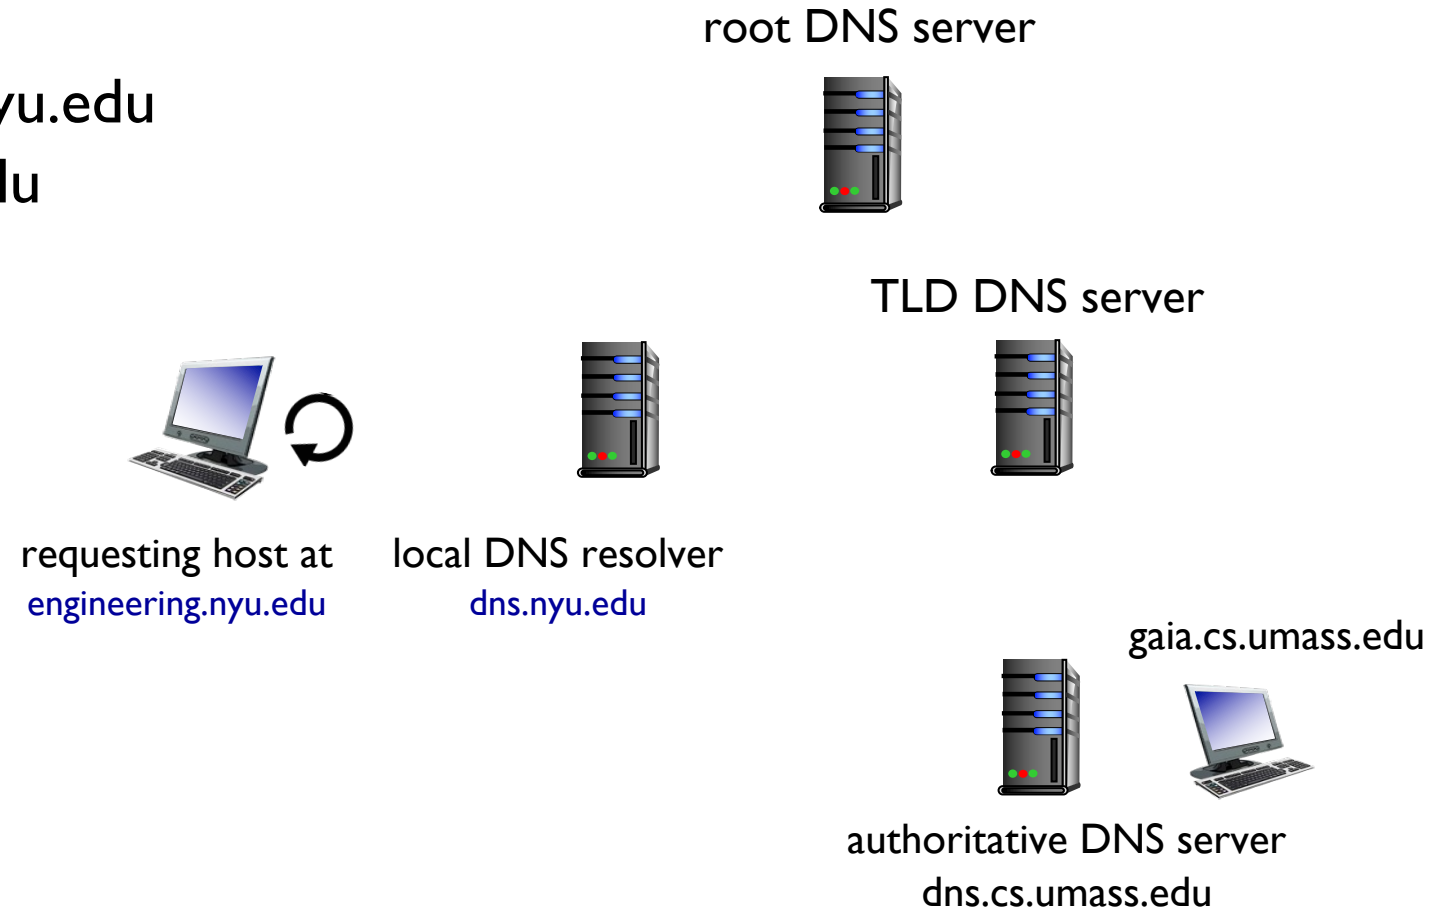 root DNS server
yu.edu
du
TLD DNS server
requesting host at
engineering.nyu.edu
local DNS resolver
dns.nyu.edu
gaia.cs.umass.edu
authoritative DNS server
dns.cs.umass.edu